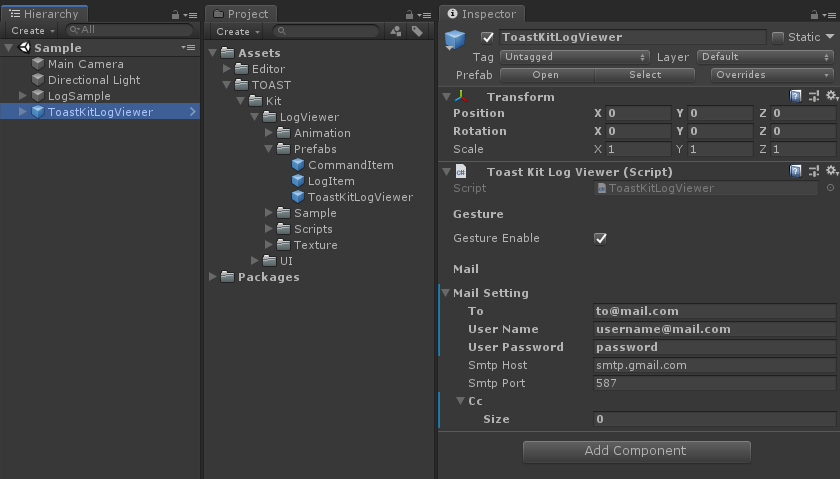 Hierarchy
Create
All
Sample
Main Camera
Directional Light
LogSample
ToastKitLogViewer
Project
Create
Assets
Editor
TOAST
Kit
LogViewer
Animation
Prefabs
CommandItem
LogItem
ToastKitLogViewer
Sample
Scripts
Texture
UI
Packages
Inspector
ToastKitLogViewer Static
Tag Untagged Layer Default
Prefab Open Select Overrides
Transform
Position X 0 Y 0 Z 0
Rotation X 0 Y 0 Z 0
Scale X 1 Y 1 Z 1
Toast Kit Log Viewer (Script)
Script ToastKitLogViewer
Gesture
Gesture Enable
Mail
Mail Setting
To to@mail.com
User Name username@mail.com
User Password password
Smtp Host smtp.gmail.com
Smtp Port 587
Cc
Size 0
Add Component